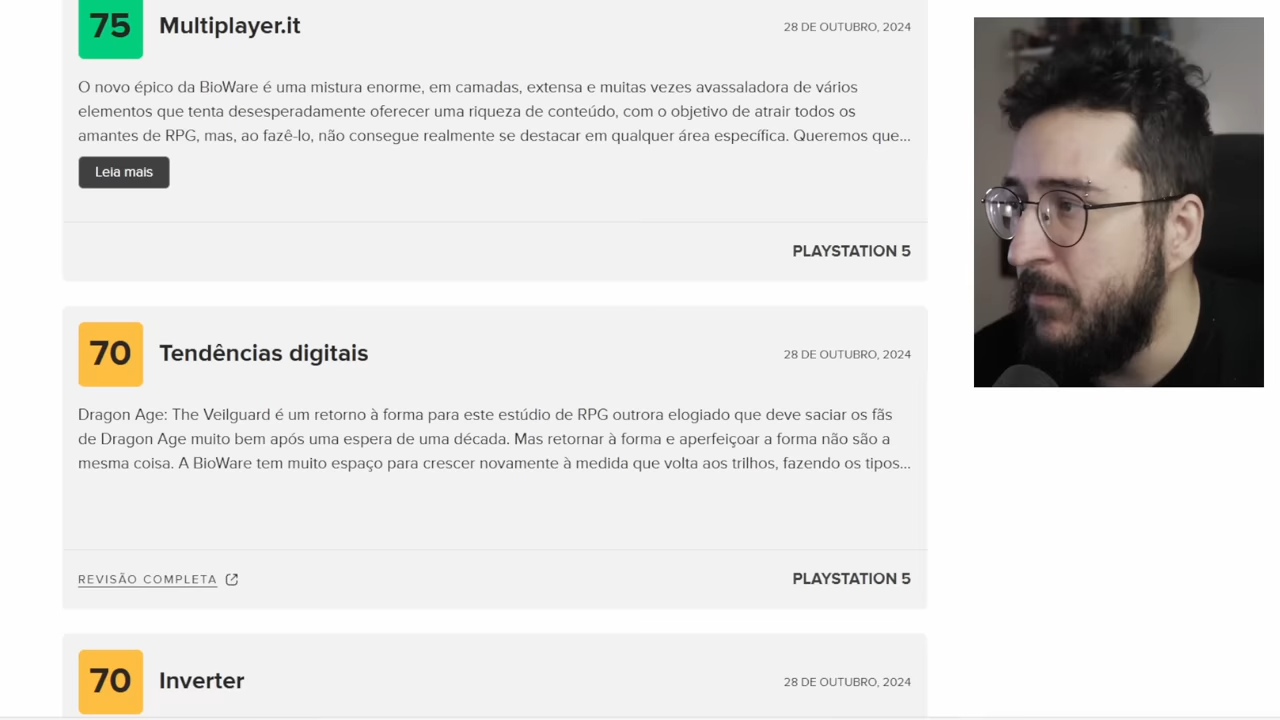 75 Multiplayer.it 28 DE OUTUBRO, 2024
O novo épico da BioWare é uma mistura enorme, em camadas, extensa e muitas vezes avassaladora de vários
elementos que tenta desesperadamente oferecer uma riqueza de conteúdo, com o objetivo de atrair todos os
amantes de RPG, mas, ao fazê-lo, não consegue realmente se destacar em qualquer área específica. Queremos que...
Leia mais
PLAYSTATION 5
70 Tendências digitais 28 DE OUTUBRO, 2024
Dragon Age: The Veilguard é um retorno à forma para este estúdio de RPG outrora elogiado que deve saciar os fãs
de Dragon Age muito bem após uma espera de uma década. Mas retornar à forma e aperfeiçoar a forma não são a
mesma coisa. A BioWare tem muito espaço para crescer novamente à medida que volta aos trilhos, fazendo os tipos...
REVISÃO COMPLETA PLAYSTATION 5
70 Inverter 28 DE OUTUBRO, 2024